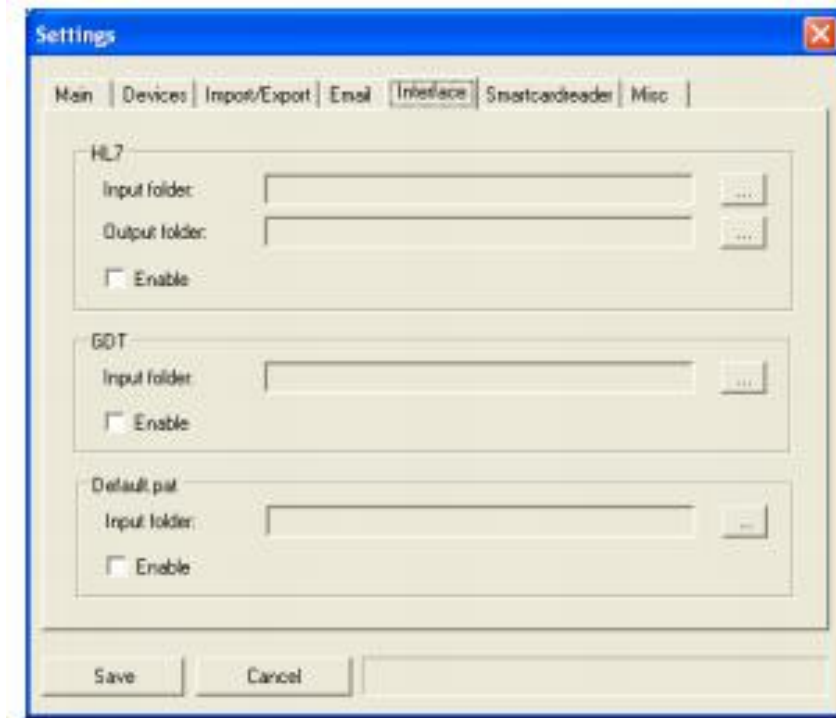 Settings
Main Devices Import/Export Email Interface Smartcardreader Misc
HL7
Input folder: ...
Output folder: ...
Enable
GDT
Input folder: ...
Enable
Default.pat
Input folder: ...
Enable
Save Cancel